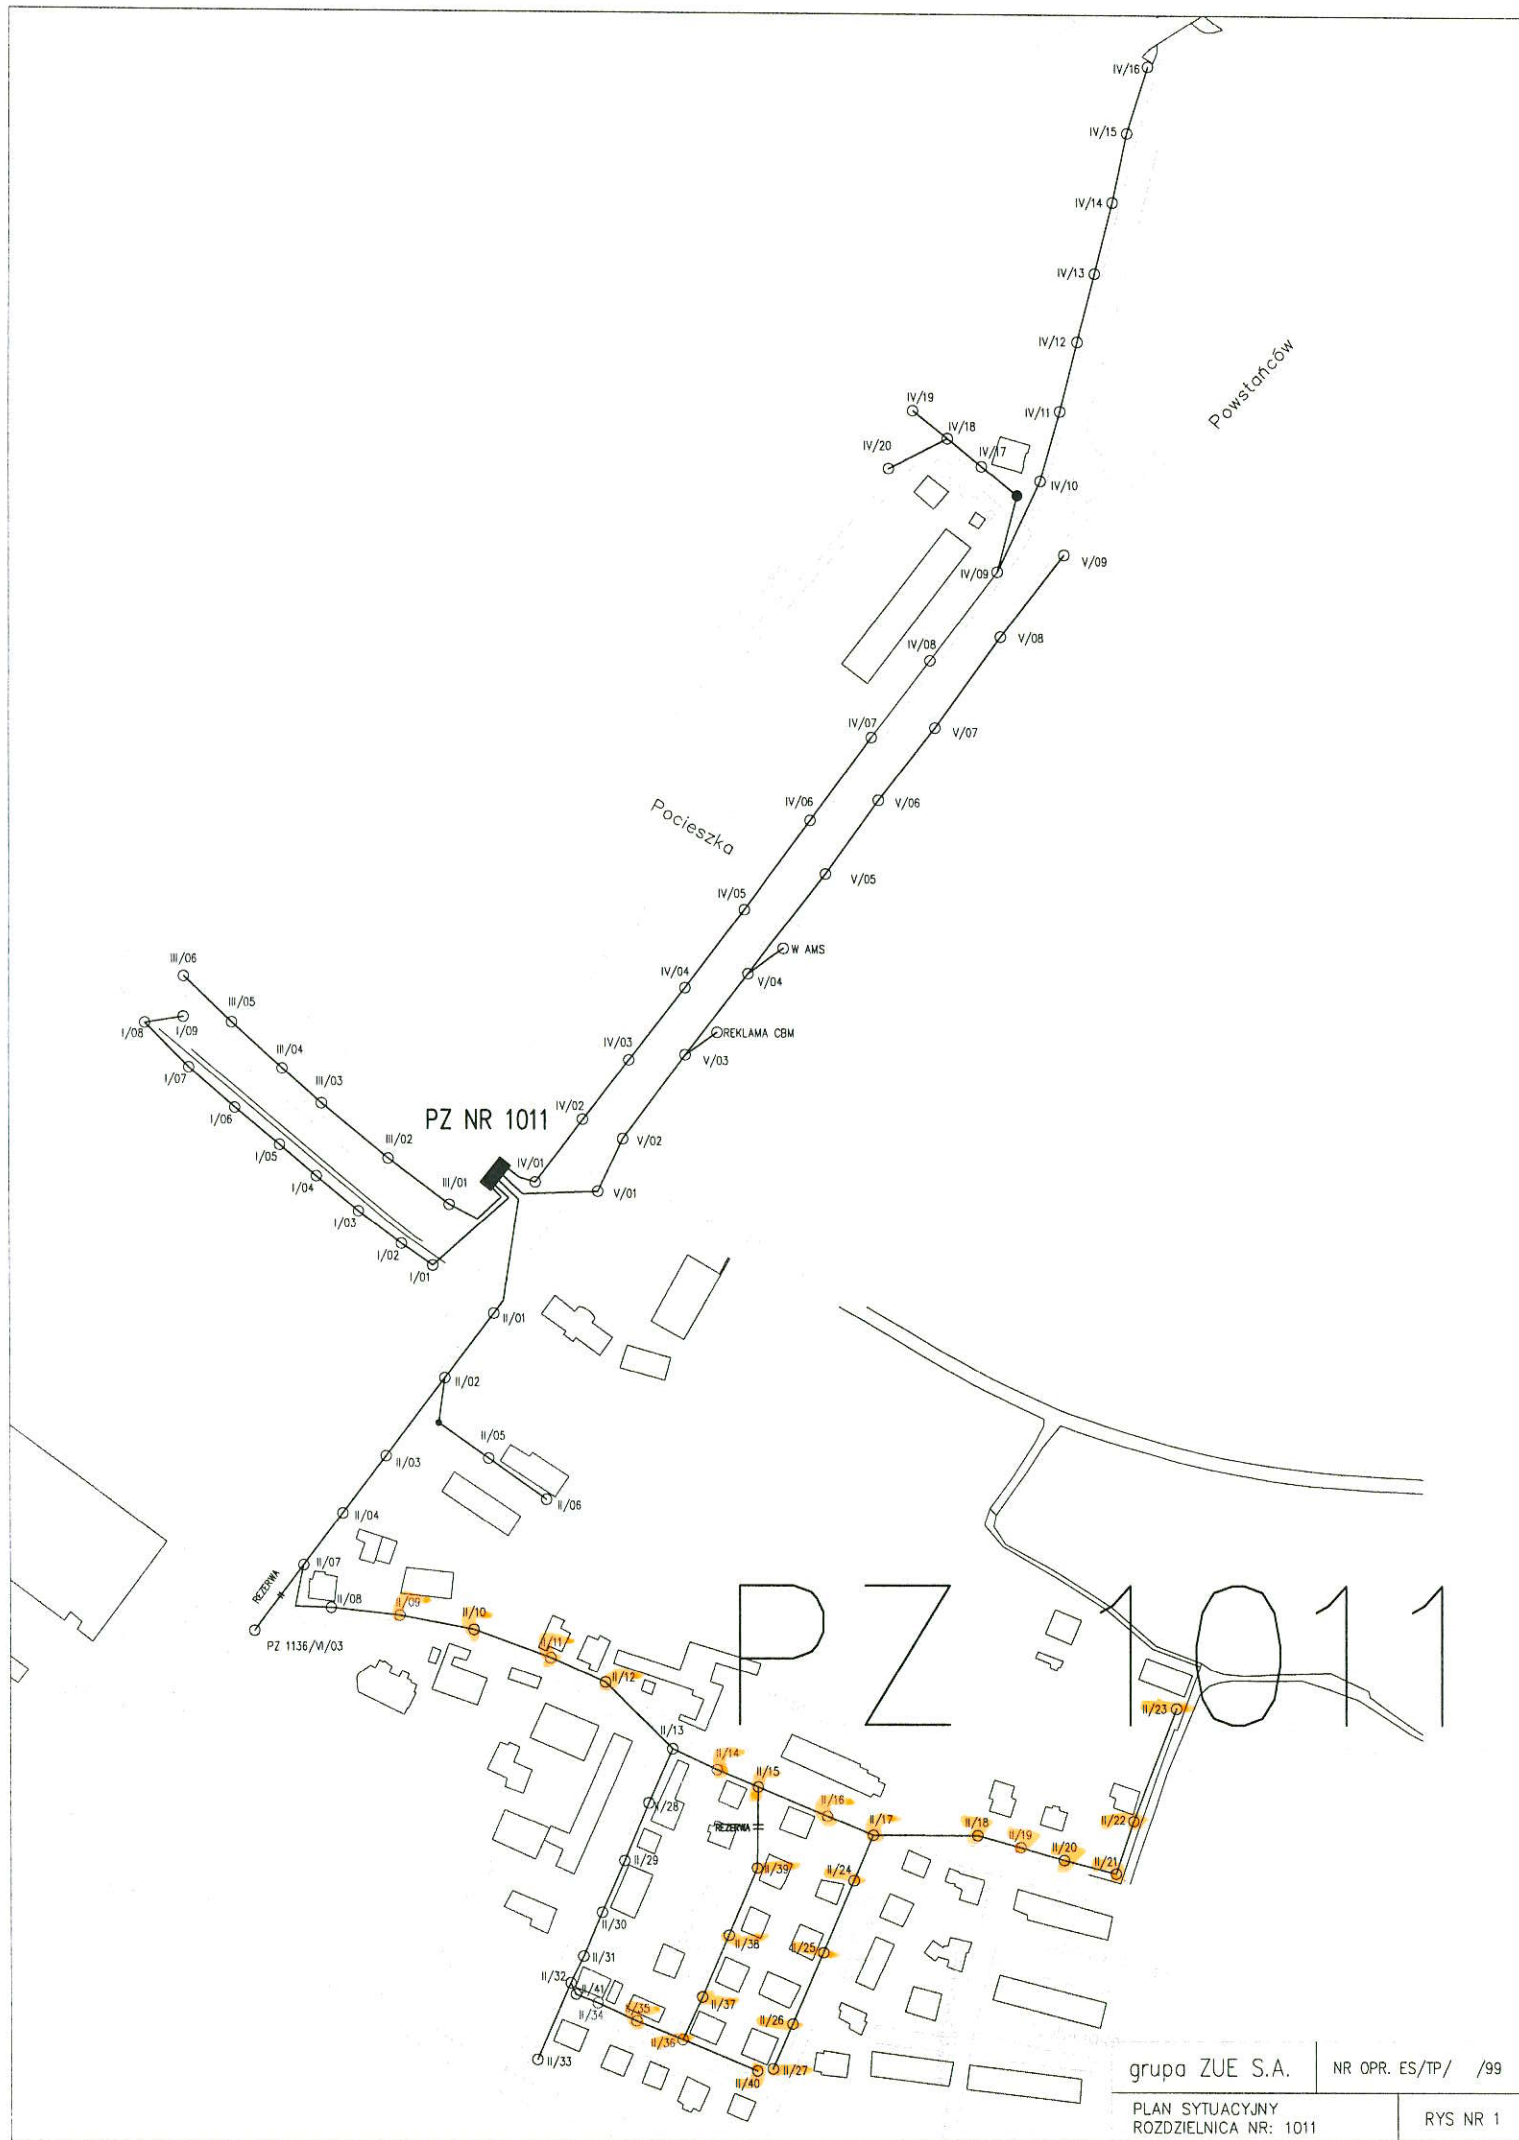 IV/16
IV/15
IV/14
IV/13
IV/12
Powstańców
IV/19
IV/11
IV/18
IV/20
IV/17
IV/10
V/09
IV/09
V/08
IV/08
IV/07
V/07
IV/06
V/06
Pocieszka
V/05
IV/05
W AMS
III/06
IV/04
V/04
III/05
I/09
I/08
REKLAMA CBM
III/04
IV/03
V/03
I/07
III/03
I/06
PZ NR 1011
IV/02
I/05
III/02
V/02
I/04
IV/01
III/01
V/01
I/03
I/02
I/01
II/01
II/02
II/05
II/03
II/06
II/04
II/07
REZERWA
II/08
II/09
II/10
PZ 1011
PZ 1136/VI/03
II/11
II/12
II/23
II/13
II/14
II/15
II/28
II/16
II/22
REZERWA
II/17
II/18
II/19
II/20
II/21
II/29
II/39
II/24
II/30
II/38
II/25
II/31
II/32
II/41
II/34
II/35
II/37
II/36
II/26
II/33
II/40
II/27
grupa ZUE S.A.
NR OPR. ES/TP/ /99
PLAN SYTUACYJNY
ROZDZIELNICA NR: 1011
RYS NR 1